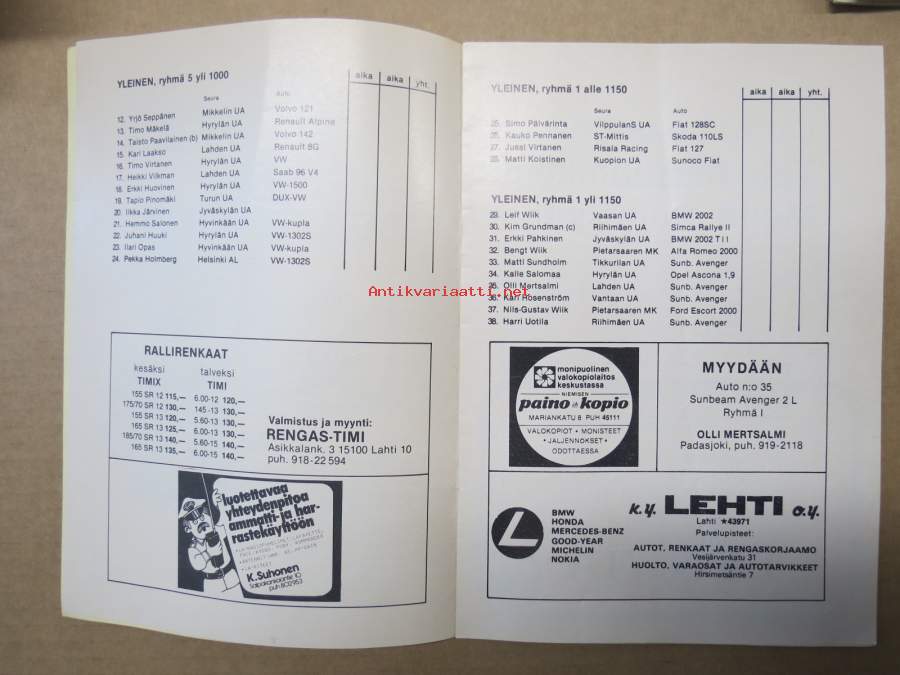 YLEINEN, ryhmä 5 yli 1000
aika aika yht.
Seura Auto
12. Yrjö Seppänen Mikkelin UA Volvo 121
13. Timo Mäkelä Hyrylän UA Renault Alpine
14. Taisto Paavilainen (b) Mikkelin UA Volvo 142
15. Kari Laakso Lahden UA Renault 8G
16. Timo Virtanen Hyrylän UA VW
17. Heikki Vilkman Lahden UA Saab 96 V4
18. Erkki Huovinen Hyrylän UA VW-1500
19. Tapio Pinomäki Turun UA DUX-VW
20. Ilkka Järvinen Jyväskylän UA
21. Hemmo Salonen Hyvinkään UA VW-kupla
22. Juhani Huuki Hyrylän UA VW-1302S
23. Ilari Opas Hyvinkään UA VW-kupla
24. Pekka Holmberg Helsinki AL VW-1302S
RALLIRENKAAT
kesäksi talveksi
TIMIX TIMI
155 SR 12 115,— 6.00-12 120,—
175/70 SR 12 130,— 145-13 130,—
155 SR 13 120,— 5.60-13 130,—
165 SR 13 125,— 6.00-13 130,—
185/70 SR 13 140,— 5.60-15 140,—
165 SR 13 135,— 6.00-15 140,—
Valmistus ja myynti:
RENGAS-TIMI
Asikkalank. 3 15100 Lahti 10
puh. 918-22 594
luotettavaa
yhteydenpitoa
ammatti- ja har-
rastekäyttöön
K. Suhonen
Salpakankaantie 10
puh 802953
YLEINEN, ryhmä 1 alle 1150
aika aika yht.
Seura Auto
25. Simo Pälvärinta VilppulanS UA Fiat 128SC
26. Kauko Pennanen ST-Mittis Skoda 110LS
27. Jussi Virtanen Risala Racing Fiat 127
28. Matti Koistinen Kuopion UA Sunoco Fiat
YLEINEN, ryhmä 1 yli 1150
29. Leif Wiik Vaasan UA BMW 2002
30. Kim Grundman (c) Riihimäen UA Simca Rallye II
31. Erkki Pahkinen Jyväskylän UA BMW 2002 TII
32. Bengt Wiik Pietarsaaren MK Alfa Romeo 2000
33. Matti Sundholm Tikkurilan UA Sunb. Avenger
34. Kalle Salomaa Hyrylän UA Opel Ascona 1,9
35. Olli Mertsalmi Lahden UA Sunb. Avenger
36. Kari Rosenström Vantaan UA Sunb. Avenger
37. Nils-Gustav Wiik Pietarsaaren MK Ford Escort 2000
38. Harri Uotila Riihimäen UA Sunb. Avenger
Antikvariaatti.net
monipuolinen
valokopiolaitos
keskustassa
NIEMISEN
paino ja kopio
MARIANKATU 8 PUH 45111
VALOKOPIOT • MONISTEET
• JALJENNOKSET •
ODOTTAESSA
MYYDÄÄN
Auto n:o 35
Sunbeam Avenger 2 L
Ryhmä I
OLLI MERTSALMI
Padasjoki, puh. 919-2118
L
BMW
HONDA
MERCEDES-BENZ
GOOD-YEAR
MICHELIN
NOKIA
k.y. LEHTI o.y.
Lahti ★43971
Palvelupisteet:
AUTOT, RENKAAT JA RENGASKORJAAMO
Vesijärvenkatu 31
HUOLTO, VARAOSAT JA AUTOTARVIKKEET
Hirsimetsäntie 7